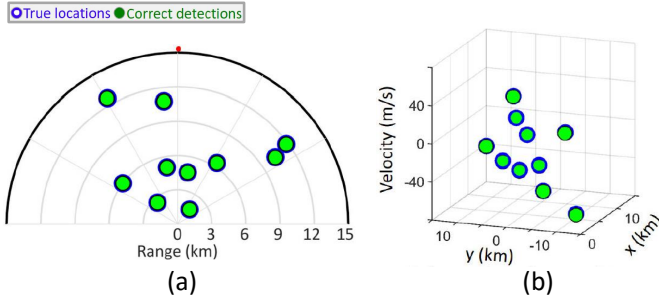 True locations Correct detections
0 3 6 9 12 15
Range (km)
(a)
Velocity (m/s)
40
0
-40
10 0 -10
y (km)
0 10
x (km)
(b)